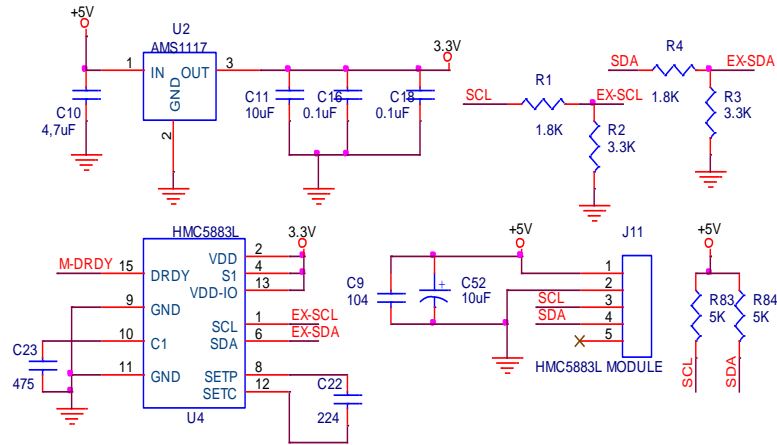 +5V
U2
AMS1117
1 IN OUT 3
GND
2
C10
4,7uF
3.3V
C11
10uF
C16
0.1uF
C18
0.1uF
SCL
R1
1.8K
EX-SCL
R2
3.3K
SDA
R4
1.8K
EX-SDA
R3
3.3K
HMC5883L
M-DRDY
15 DRDY
9 GND
10 C1
11 GND
VDD 2
S1 4
VDD-IO 13
3.3V
SCL 1 EX-SCL
SDA 6 EX-SDA
SETP 8
SETC 12
U4
C23
475
C22
224
+5V
C9
104
+
C52
10uF
J11
1
2
SCL 3
SDA 4
5
HMC5883L MODULE
+5V
R83
5K
R84
5K
SCL
SDA